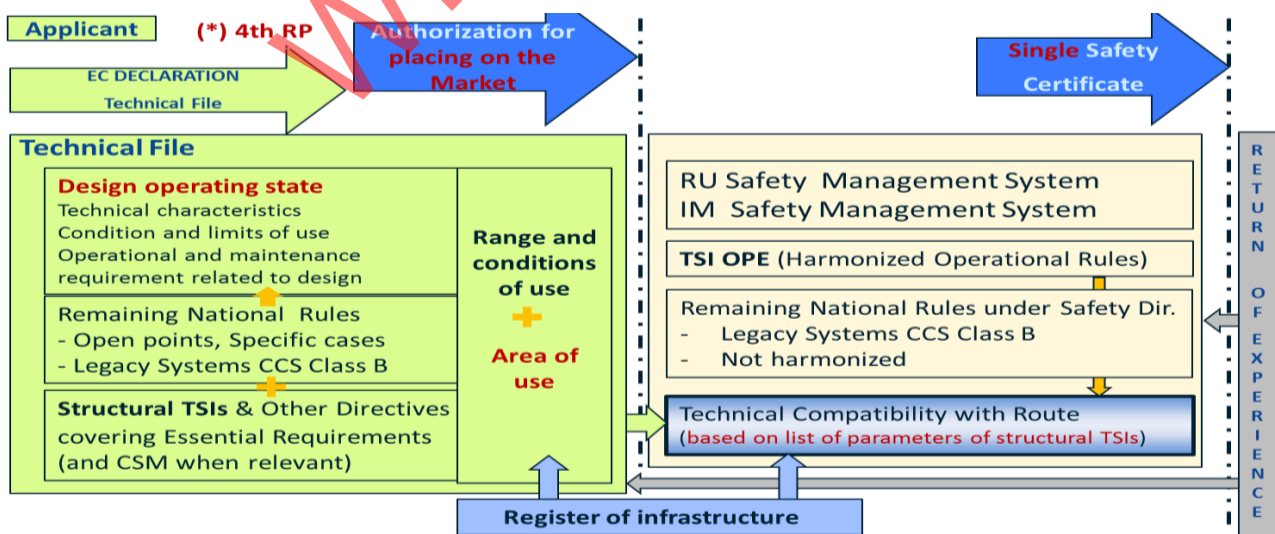 Applicant
(*) 4th RP
EC DECLARATION
Technical File
Authorization for
placing on the
Market
Single Safety
Certificate
Technical File
Design operating state
Technical characteristics
Condition and limits of use
Operational and maintenance
requirement related to design
Remaining National Rules
- Open points, Specific cases
- Legacy Systems CCS Class B
Structural TSIs & Other Directives
covering Essential Requirements
(and CSM when relevant)
Range and
conditions
of use
+
Area of
use
RU Safety Management System
IM Safety Management System
TSI OPE (Harmonized Operational Rules)
Remaining National Rules under Safety Dir.
- Legacy Systems CCS Class B
- Not harmonized
Technical Compatibility with Route
(based on list of parameters of structural TSIs)
Register of infrastructure
RETURN OF EXPERIENCE